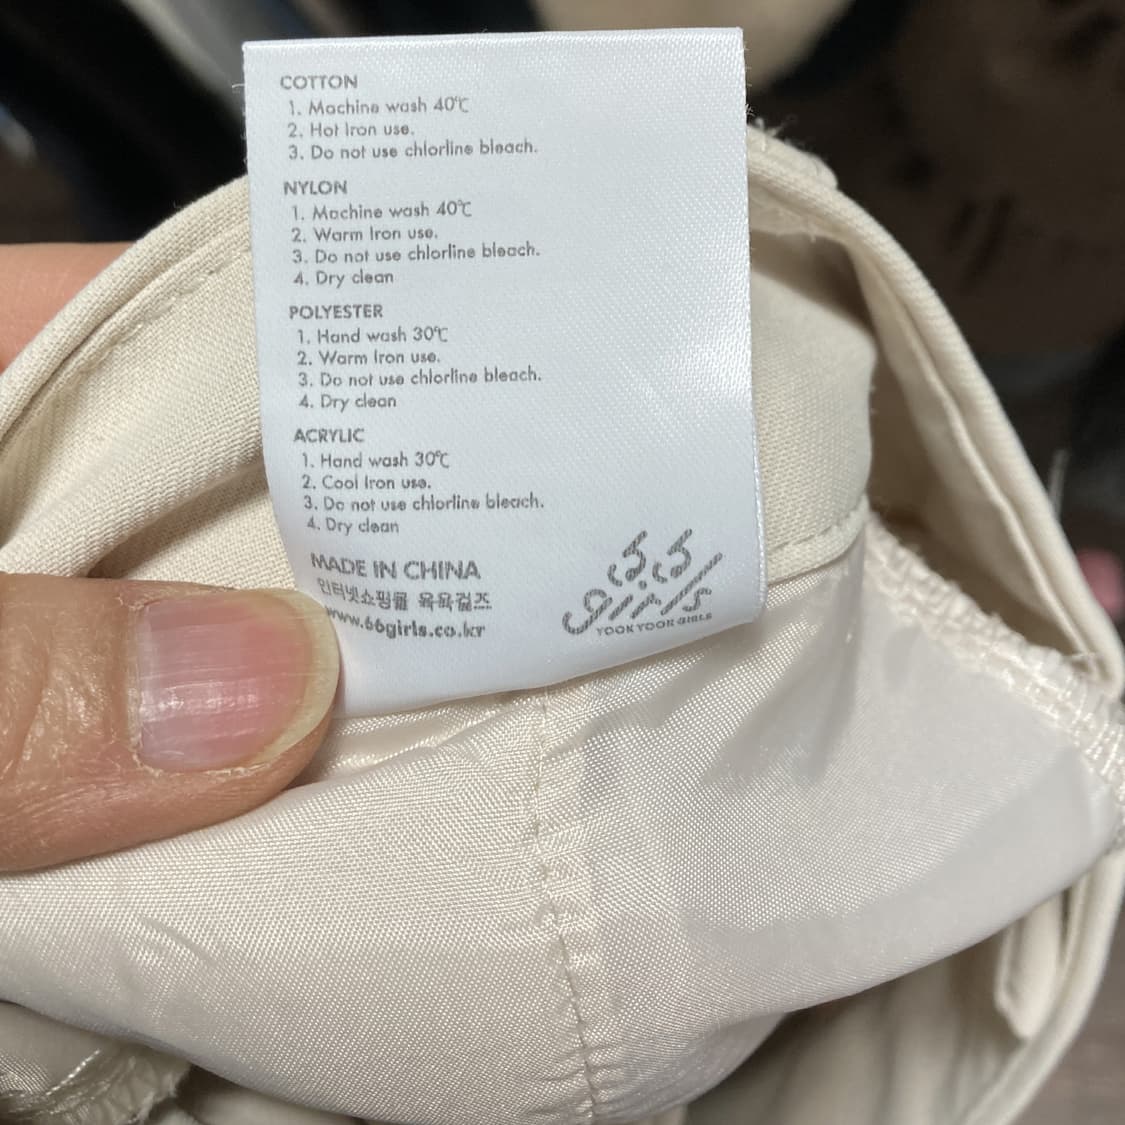 COTTON
1. Machine wash 40℃
2. Hot Iron use.
3. Do not use chlorline bleach.
NYLON
1. Machine wash 40℃
2. Warm Iron use.
3. Do not use chlorline bleach.
4. Dry clean
POLYESTER
1. Hand wash 30℃
2. Warm Iron use.
3. Do not use chlorline bleach.
4. Dry clean
ACRYLIC
1. Hand wash 30℃
2. Cool Iron use.
3. Do not use chlorline bleach.
4. Dry clean
MADE IN CHINA
인터넷쇼핑몰 육육걸즈
www.66girls.co.kr
66
girls
YOOK YOOK GIRLS